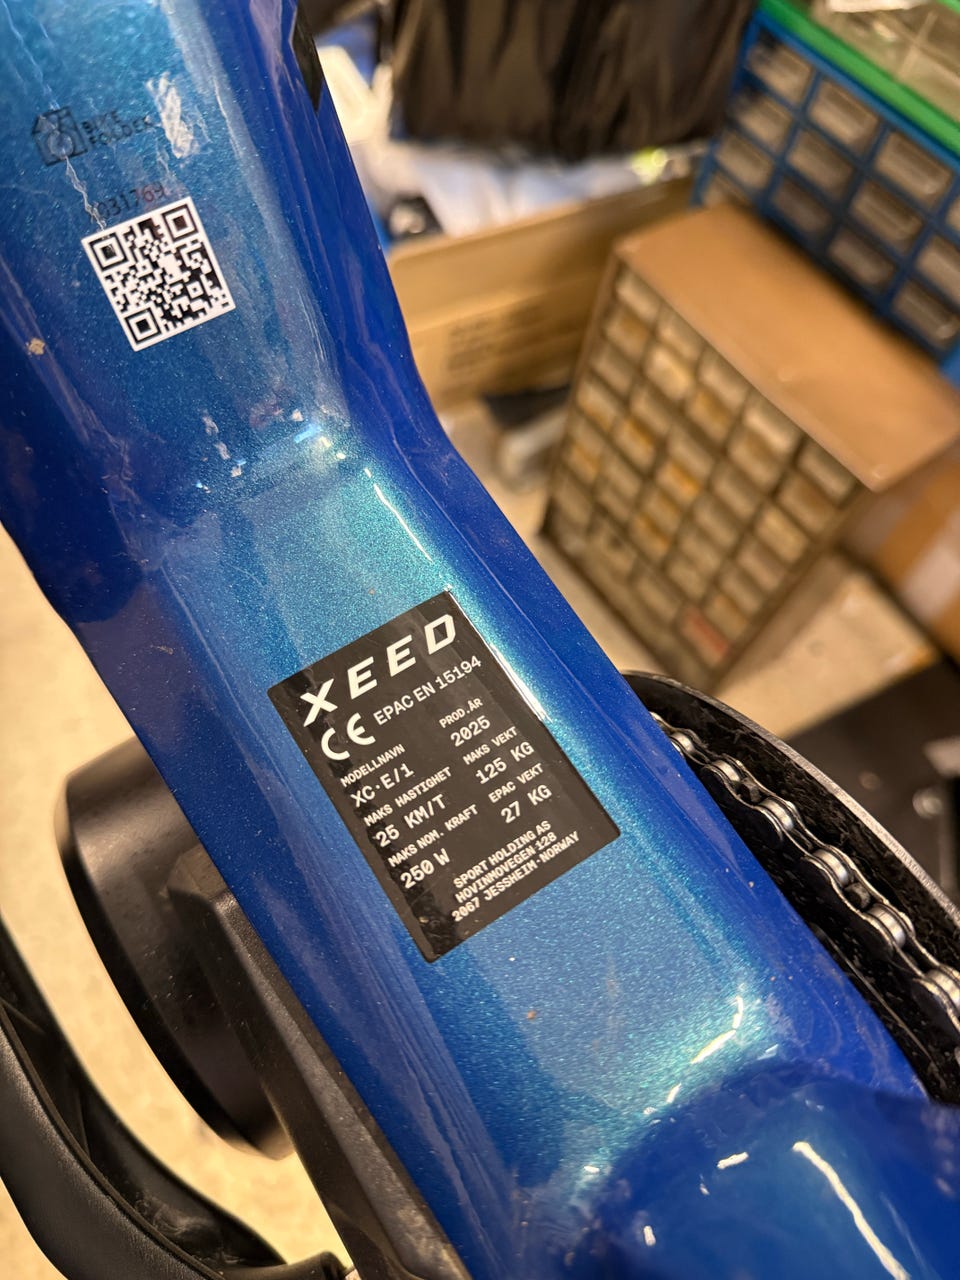 BIKE
FOLDER
XEED
CE EPAC EN 15194
MODELLNAVN PROD.ÅR
XC-E/1 2025
MAKS HASTIGHET MAKS VEKT
25 KM/T 125 KG
MAKS NOM. KRAFT EPAC VEKT
250 W 27 KG
SPORT HOLDING AS
HOVINMOVEGEN 128
2067 JESSHEIM-NORWAY